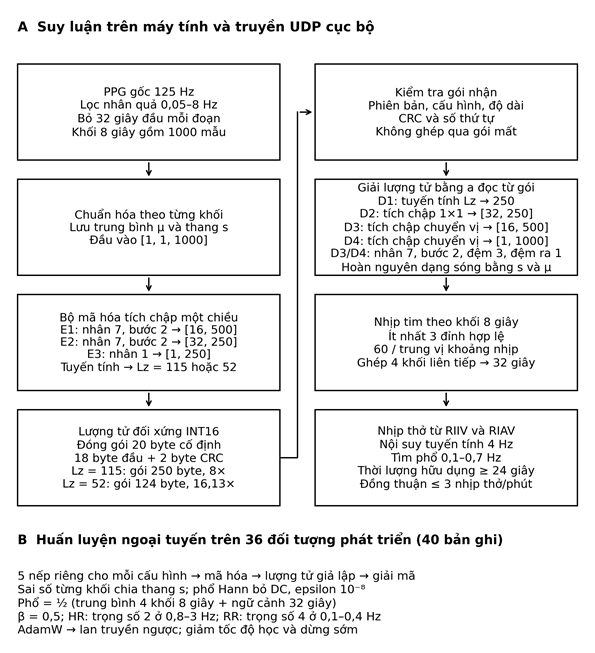 A Suy luận trên máy tính và truyền UDP cục bộ
PPG gốc 125 Hz
Lọc nhân quả 0,05–8 Hz
Bỏ 32 giây đầu mỗi đoạn
Khối 8 giây gồm 1000 mẫu
Chuẩn hóa theo từng khối
Lưu trung bình μ và thang s
Đầu vào [1, 1, 1000]
Bộ mã hóa tích chập một chiều
E1: nhân 7, bước 2 → [16, 500]
E2: nhân 7, bước 2 → [32, 250]
E3: nhân 1 → [1, 250]
Tuyến tính → Lz = 115 hoặc 52
Lượng tử đối xứng INT16
Đóng gói 20 byte cố định
18 byte đầu + 2 byte CRC
Lz = 115: gói 250 byte, 8×
Lz = 52: gói 124 byte, 16,13×
Kiểm tra gói nhận
Phiên bản, cấu hình, độ dài
CRC và số thứ tự
Không ghép qua gói mất
Giải lượng tử bằng a đọc từ gói
D1: tuyến tính Lz → 250
D2: tích chập 1×1 → [32, 250]
D3: tích chập chuyển vị → [16, 500]
D4: tích chập chuyển vị → [1, 1000]
D3/D4: nhân 7, bước 2, đệm 3, đệm ra 1
Hoàn nguyên dạng sóng bằng s và μ
Nhịp tim theo khối 8 giây
Ít nhất 3 đỉnh hợp lệ
60 / trung vị khoảng nhịp
Ghép 4 khối liên tiếp → 32 giây
Nhịp thở từ RIIV và RIAV
Nội suy tuyến tính 4 Hz
Tìm phổ 0,1–0,7 Hz
Thời lượng hữu dụng ≥ 24 giây
Đồng thuận ≤ 3 nhịp thở/phút
B Huấn luyện ngoại tuyến trên 36 đối tượng phát triển (40 bản ghi)
5 nếp riêng cho mỗi cấu hình → mã hóa → lượng tử giả lập → giải mã
Sai số từng khối chia thang s; phổ Hann bỏ DC, epsilon 10⁻⁸
Phổ = ½ (trung bình 4 khối 8 giây + ngữ cảnh 32 giây)
β = 0,5; HR: trọng số 2 ở 0,8–3 Hz; RR: trọng số 4 ở 0,1–0,4 Hz
AdamW → lan truyền ngược; giảm tốc độ học và dừng sớm